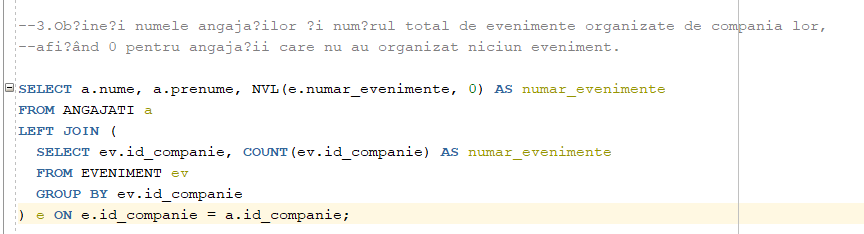 --3.Ob?ine?i numele angaja?ilor ?i num?rul total de evenimente organizate de compania lor,
--afi?ând 0 pentru angaja?ii care nu au organizat niciun eveniment.
SELECT a.nume, a.prenume, NVL(e.numar_evenimente, 0) AS numar_evenimente
FROM ANGAJATI a
LEFT JOIN (
SELECT ev.id_companie, COUNT(ev.id_companie) AS numar_evenimente
FROM EVENIMENT ev
GROUP BY ev.id_companie
) e ON e.id_companie = a.id_companie;